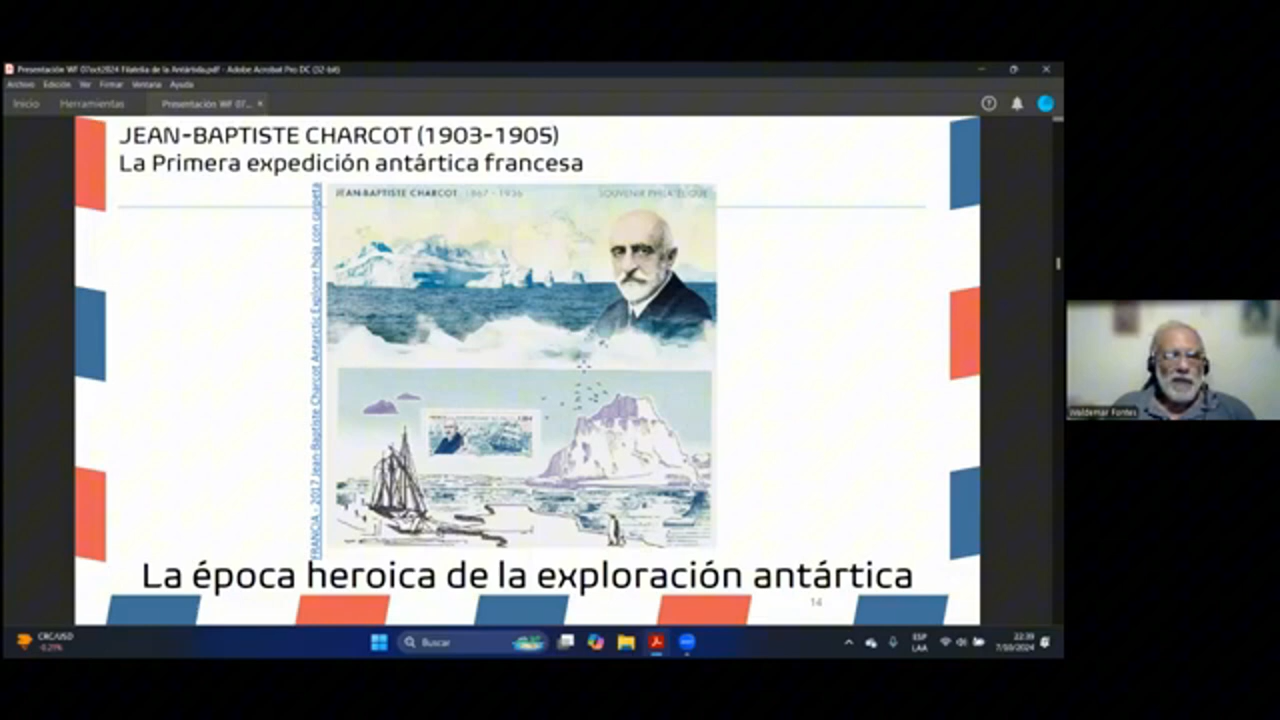 Presentación WF 07oct2024 Filatelia de la Antártida.pdf - Adobe Acrobat Pro DC (32-bit)
Archivo Edición Ver Firmar Ventana Ayuda
Inicio Herramientas Presentación WF 07... ×
JEAN-BAPTISTE CHARCOT (1903-1905)
La Primera expedición antártica francesa
JEAN-BAPTISTE CHARCOT 1867 - 1936 SOUVENIR PHILATÉLIQUE
FRANCIA - 2017 Jean-Baptiste Charcot Antarctic Explorer hoja con carpeta
La época heroica de la exploración antártica
14
Waldemar Fontes
CRC/USD
-0.21%
Buscar
ESP
LAA
22:39
7/10/2024